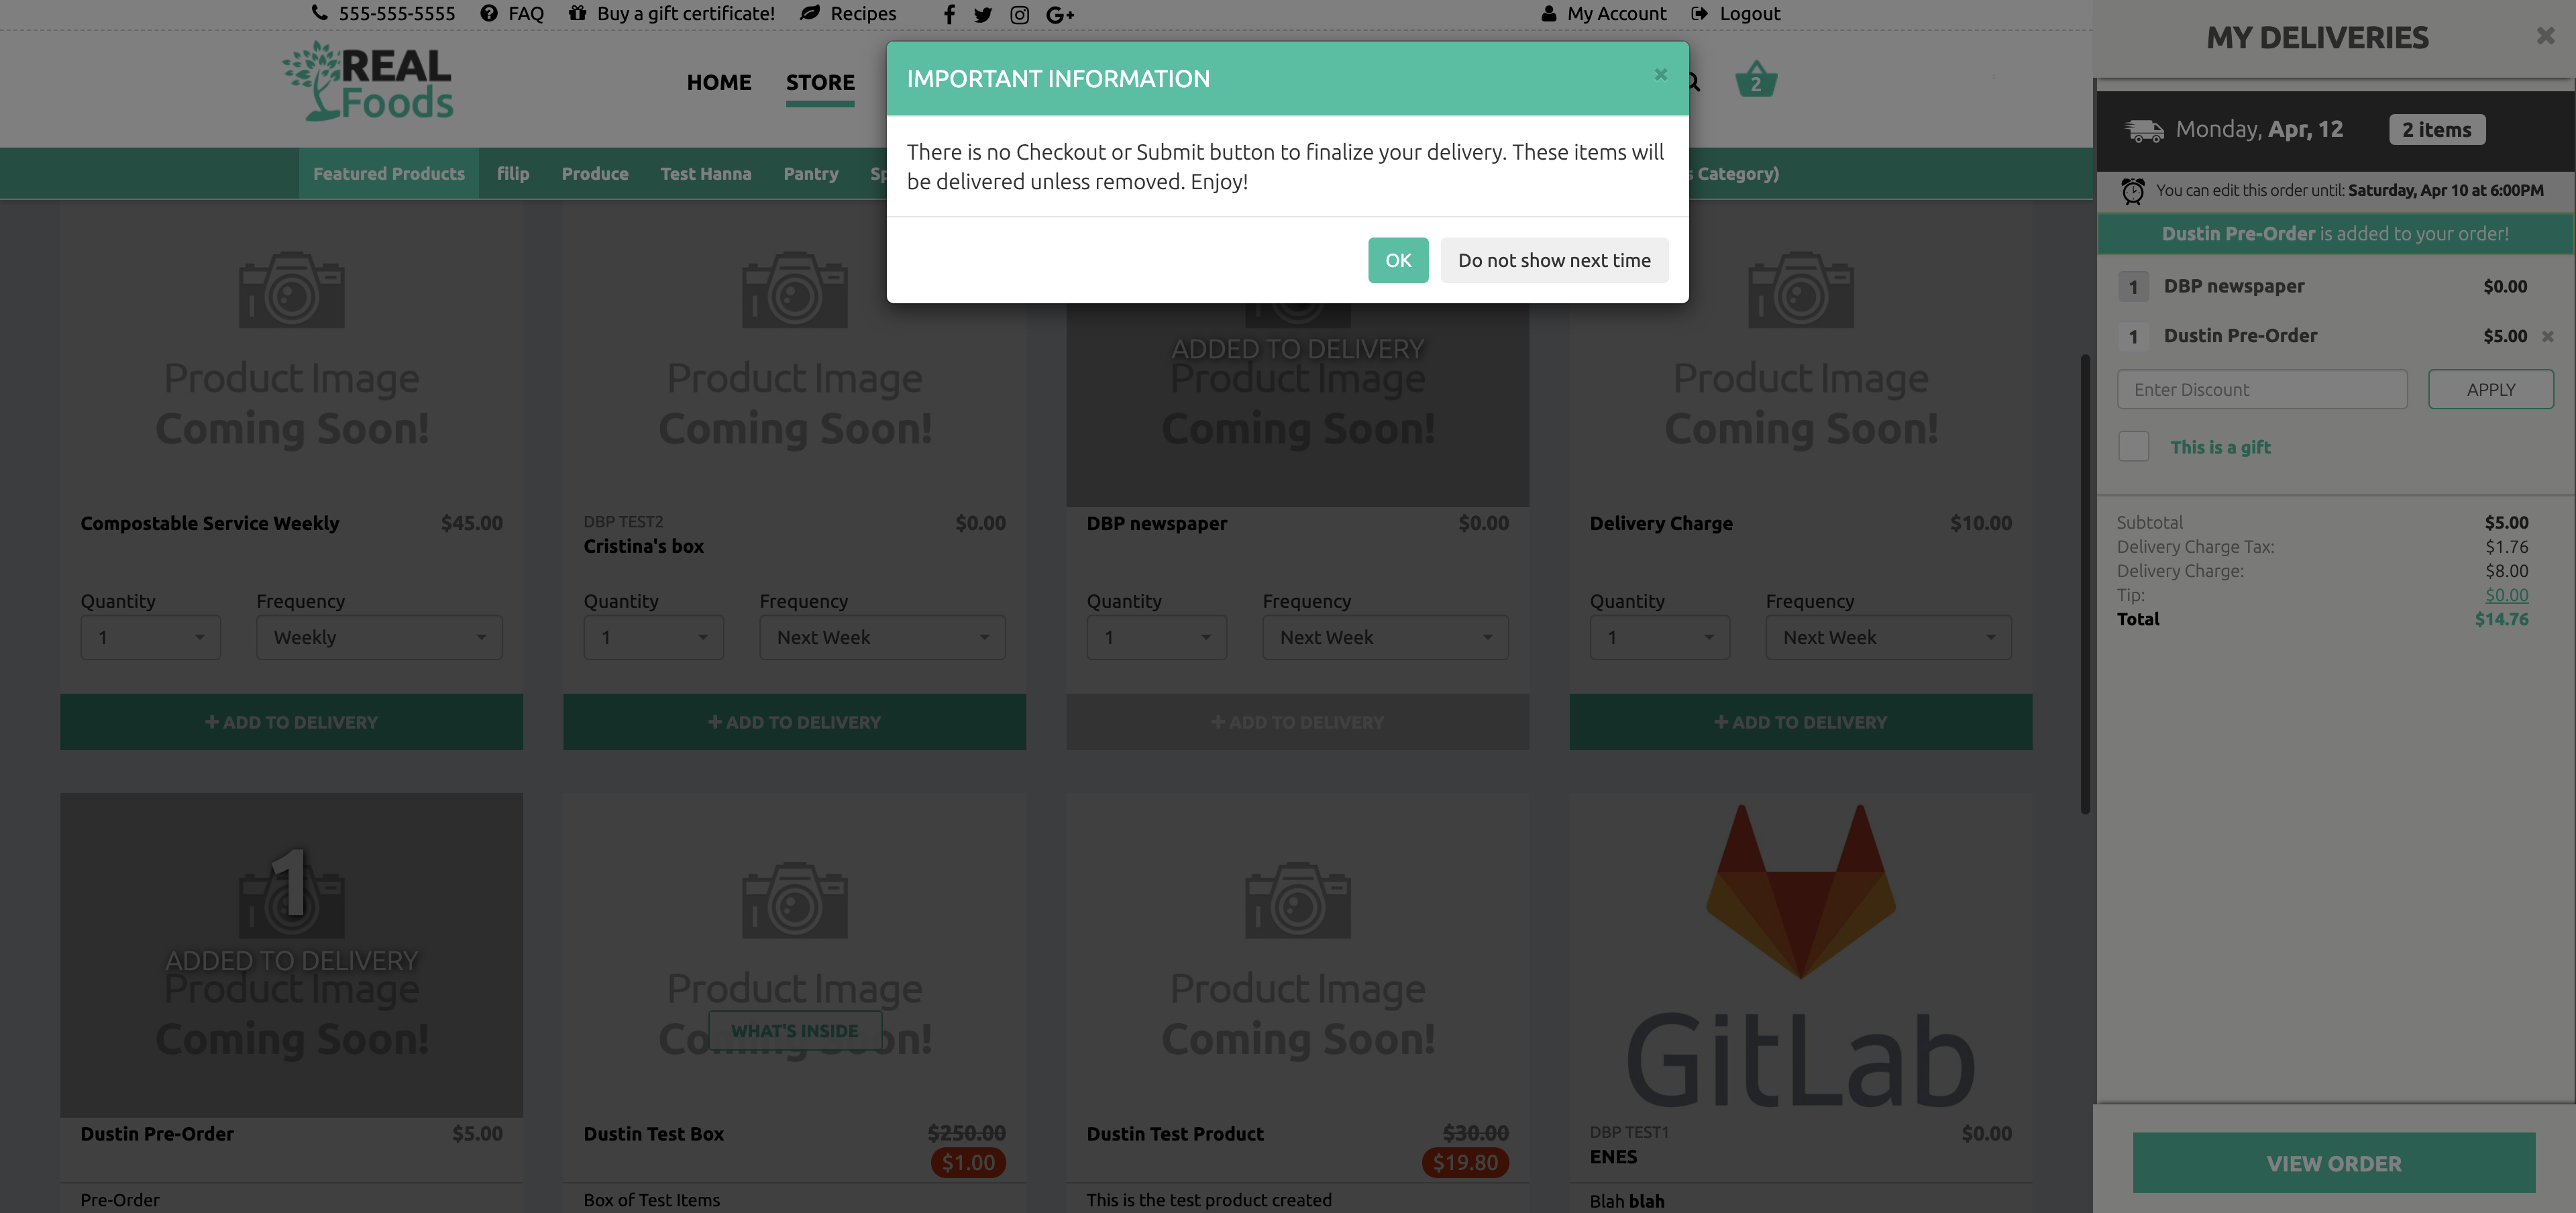 555-555-5555 FAQ Buy a gift certificate! Recipes My Account Logout
REAL
Foods
HOME STORE
2
Featured Products filip Produce Test Hanna Pantry Category)
IMPORTANT INFORMATION ×
There is no Checkout or Submit button to finalize your delivery. These items will
be delivered unless removed. Enjoy!
OK Do not show next time
Product Image
Coming Soon!
Compostable Service Weekly $45.00
Quantity Frequency
1 Weekly
+ ADD TO DELIVERY
Product Image
Coming Soon!
DBP TEST2 $0.00
Cristina's box
Quantity Frequency
1 Next Week
+ ADD TO DELIVERY
ADDED TO DELIVERY
Product Image
Coming Soon!
DBP newspaper $0.00
Quantity Frequency
1 Next Week
+ ADD TO DELIVERY
Product Image
Coming Soon!
Delivery Charge $10.00
Quantity Frequency
1 Next Week
+ ADD TO DELIVERY
1
ADDED TO DELIVERY
Product Image
Coming Soon!
Dustin Pre-Order $5.00
Pre-Order
Product Image
WHAT'S INSIDE
Dustin Test Box $250.00
$1.00
Box of Test Items
Product Image
Coming Soon!
Dustin Test Product $30.00
$19.80
This is the test product created
GitLab
DBP TEST1 $0.00
ENES
Blah blah
MY DELIVERIES ×
Monday, Apr, 12 2 items
You can edit this order until: Saturday, Apr 10 at 6:00PM
Dustin Pre-Order is added to your order!
1 DBP newspaper $0.00
1 Dustin Pre-Order $5.00 ×
Enter Discount APPLY
This is a gift
Subtotal $5.00
Delivery Charge Tax: $1.76
Delivery Charge: $8.00
Tip: $0.00
Total $14.76
VIEW ORDER